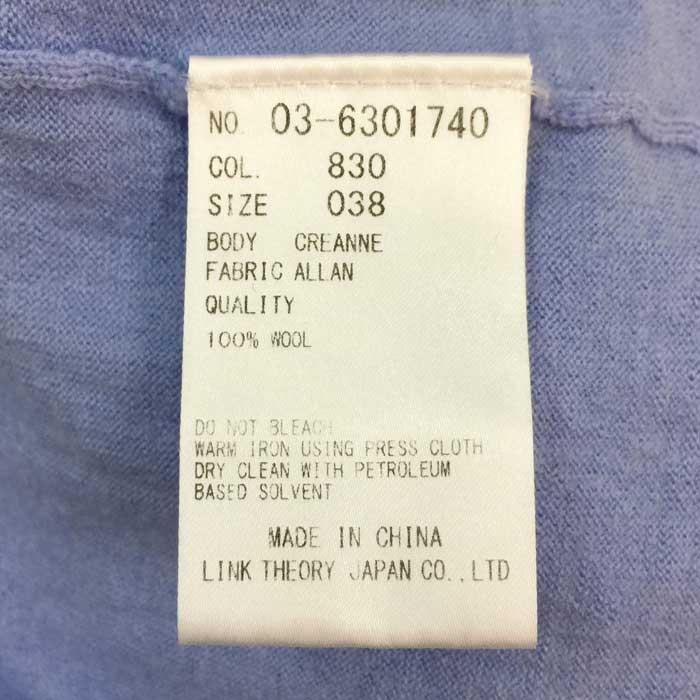 NO. 03-6301740
COL. 830
SIZE 038
BODY CREANNE
FABRIC ALLAN
QUALITY
100% WOOL
DO NOT BLEACH
WARM IRON USING PRESS CLOTH
DRY CLEAN WITH PETROLEUM
BASED SOLVENT
MADE IN CHINA
LINK THEORY JAPAN CO.,LTD